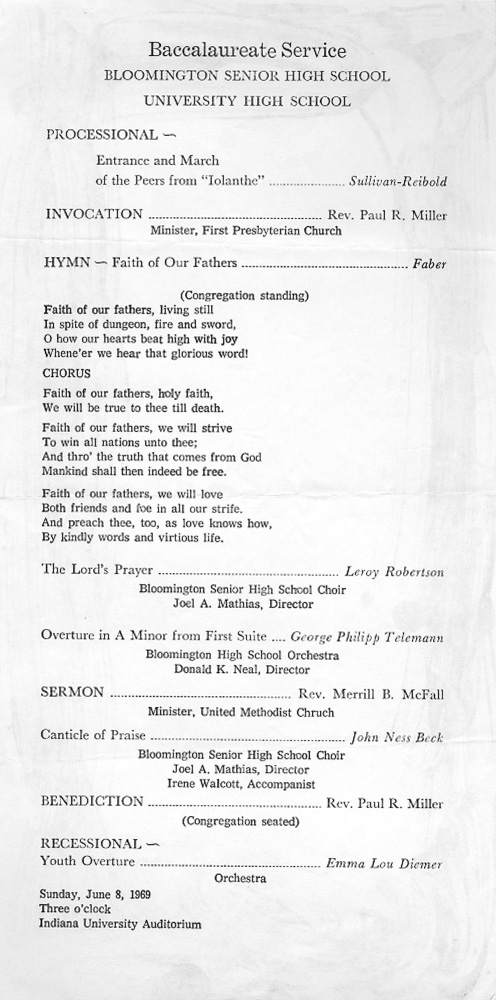 Baccalaureate Service
BLOOMINGTON SENIOR HIGH SCHOOL
UNIVERSITY HIGH SCHOOL
PROCESSIONAL —
Entrance and March
of the Peers from "Iolanthe" ..................... Sullivan-Reibold
INVOCATION ................................................ Rev. Paul R. Miller
Minister, First Presbyterian Church
HYMN — Faith of Our Fathers .............................................. Faber
(Congregation standing)
Faith of our fathers, living still
In spite of dungeon, fire and sword,
O how our hearts beat high with joy
Whene'er we hear that glorious word!
CHORUS
Faith of our fathers, holy faith,
We will be true to thee till death.
Faith of our fathers, we will strive
To win all nations unto thee;
And thro' the truth that comes from God
Mankind shall then indeed be free.
Faith of our fathers, we will love
Both friends and foe in all our strife.
And preach thee, too, as love knows how,
By kindly words and virtious life.
The Lord's Prayer ................................................. Leroy Robertson
Bloomington Senior High School Choir
Joel A. Mathias, Director
Overture in A Minor from First Suite .... George Philipp Telemann
Bloomington High School Orchestra
Donald K. Neal, Director
SERMON .................................................. Rev. Merrill B. McFall
Minister, United Methodist Chruch
Canticle of Praise .................................................... John Ness Beck
Bloomington Senior High School Choir
Joel A. Mathias, Director
Irene Walcott, Accompanist
BENEDICTION ................................................ Rev. Paul R. Miller
(Congregation seated)
RECESSIONAL —
Youth Overture .................................................. Emma Lou Diemer
Orchestra
Sunday, June 8, 1969
Three o'clock
Indiana University Auditorium